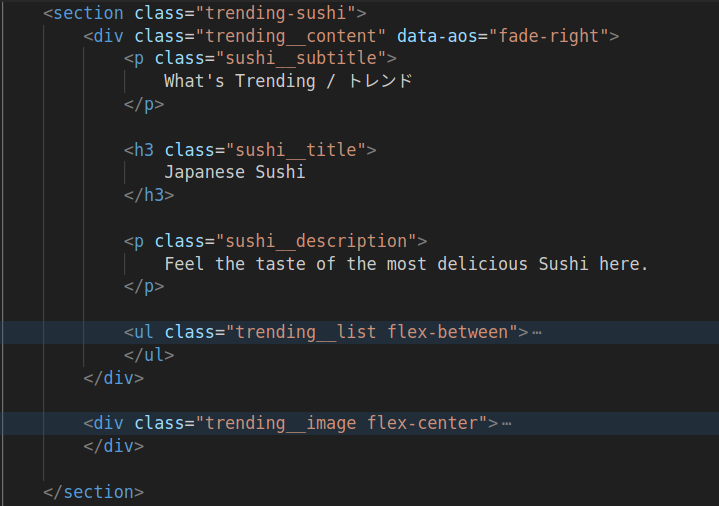 <section class="trending-sushi">
<div class="trending__content" data-aos="fade-right">
<p class="sushi__subtitle">
What's Trending / トレンド
</p>
<h3 class="sushi__title">
Japanese Sushi
</h3>
<p class="sushi__description">
Feel the taste of the most delicious Sushi here.
</p>
<ul class="trending__list flex-between">⋯
</ul>
</div>
<div class="trending__image flex-center">⋯
</div>
</section>